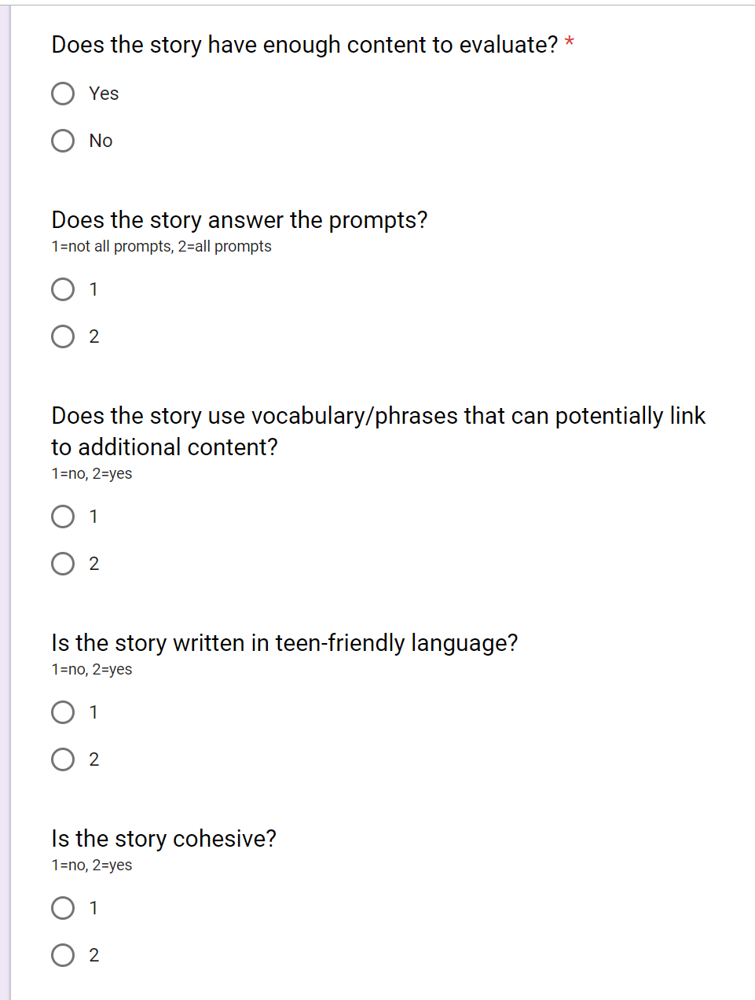 Does the story have enough content to evaluate? *
Yes
No
Does the story answer the prompts?
1=not all prompts, 2=all prompts
1
2
Does the story use vocabulary/phrases that can potentially link
to additional content?
1=no, 2=yes
1
2
Is the story written in teen-friendly language?
1=no, 2=yes
1
2
Is the story cohesive?
1=no, 2=yes
1
2